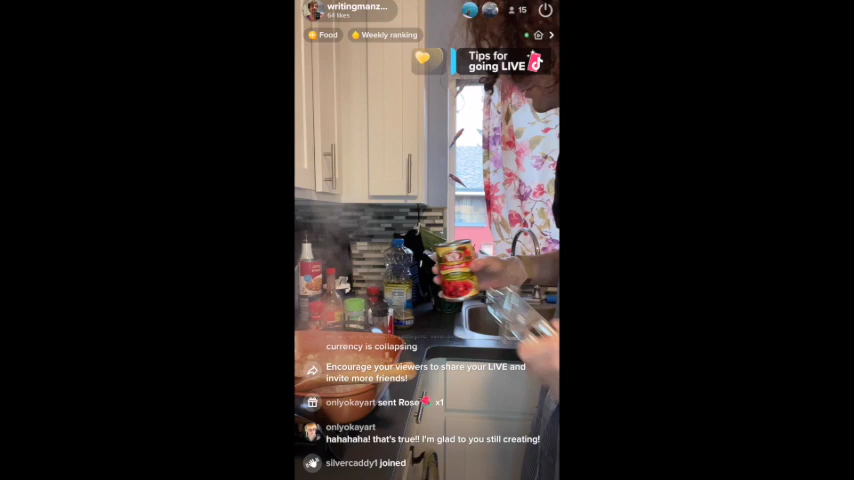 writingmanz...
64 likes
15
Food
Weekly ranking
Tips for
going LIVE
currency is collapsing
Encourage your viewers to share your LIVE and
invite more friends!
onlyokayart sent Rose x1
onlyokayart
hahahaha! that's true!! I'm glad to you still creating!
silvercaddy1 joined